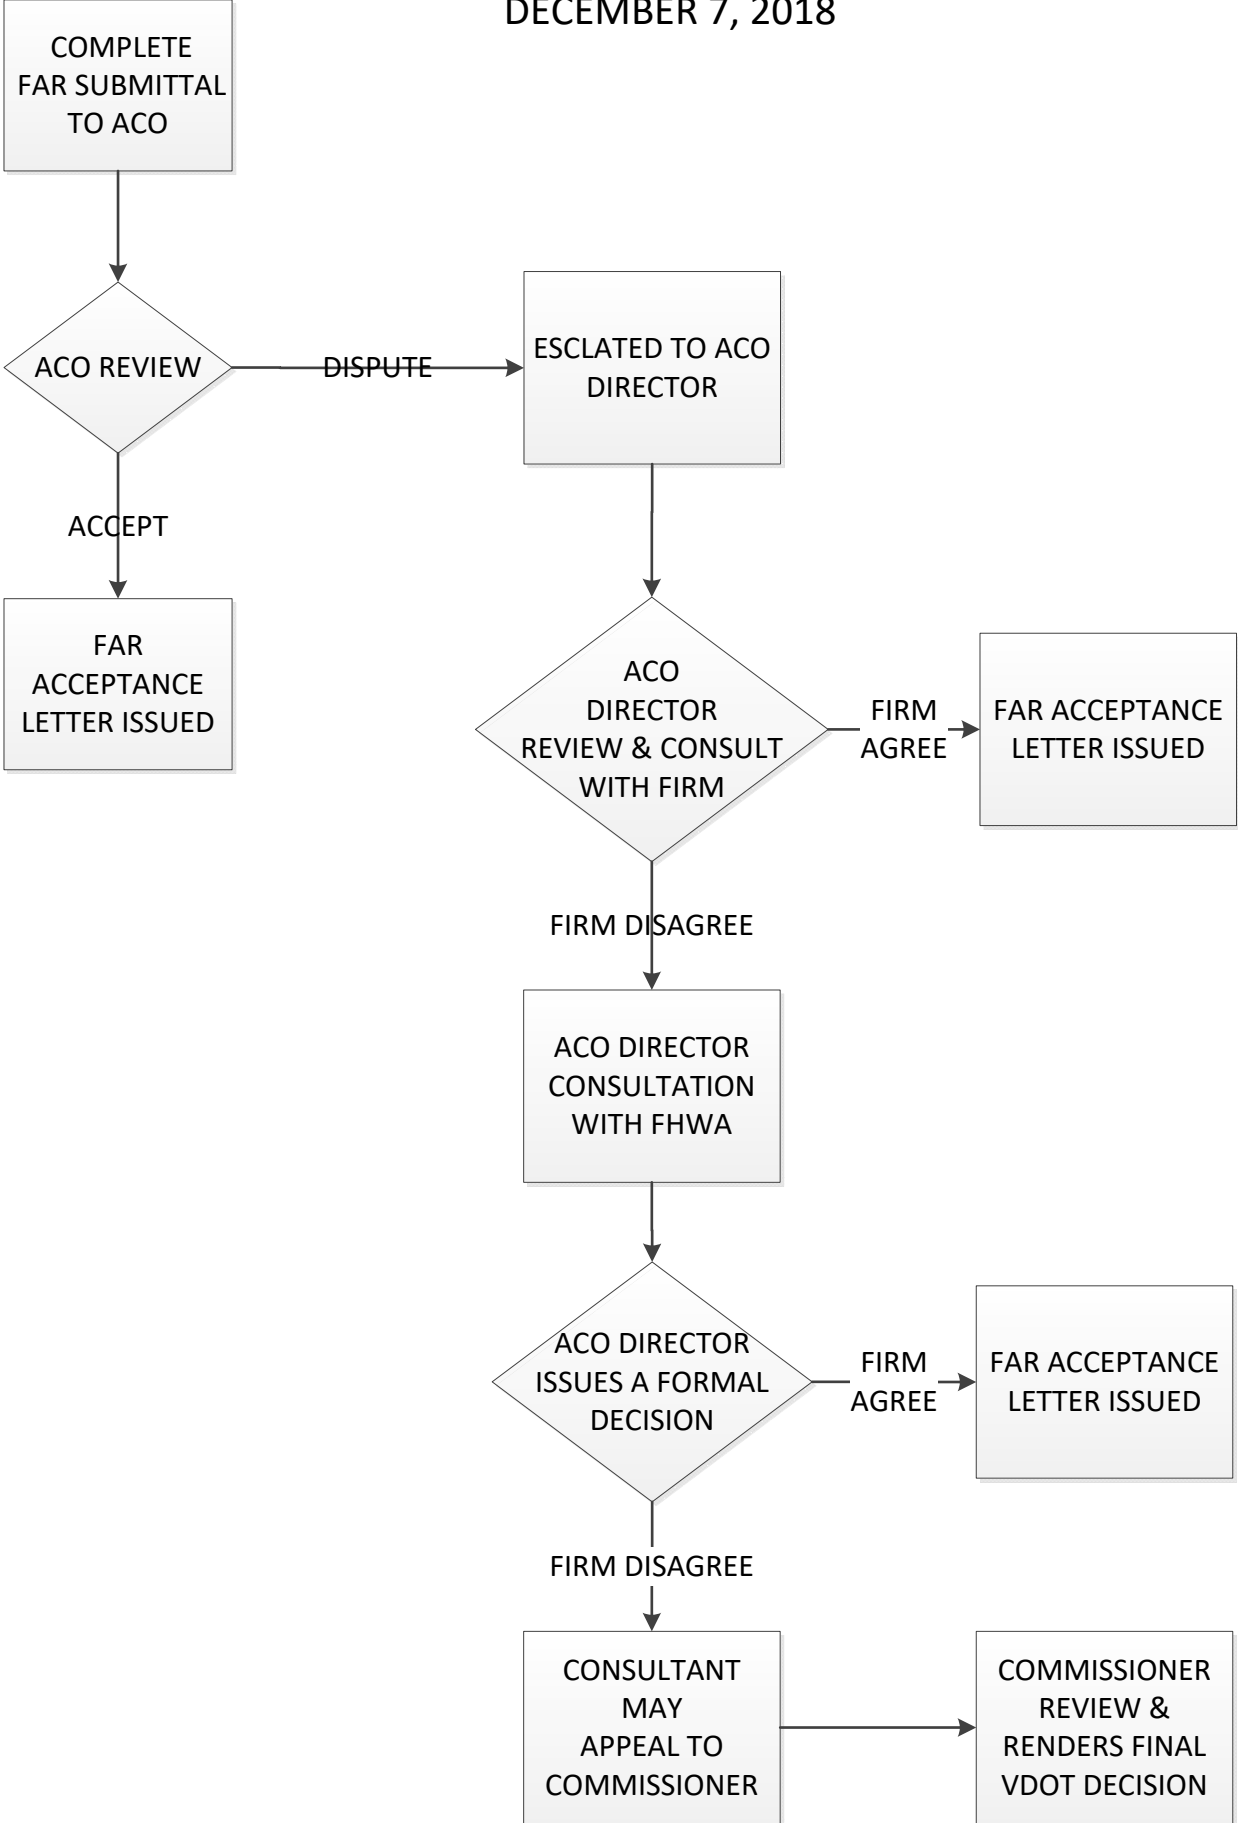 DECEMBER 7, 2018
COMPLETE
FAR SUBMITTAL
TO ACO
ACO REVIEW
DISPUTE
ESCLATED TO ACO
DIRECTOR
ACCEPT
FAR
ACCEPTANCE
LETTER ISSUED
ACO
DIRECTOR
REVIEW & CONSULT
WITH FIRM
FIRM
AGREE
FAR ACCEPTANCE
LETTER ISSUED
FIRM DISAGREE
ACO DIRECTOR
CONSULTATION
WITH FHWA
ACO DIRECTOR
ISSUES A FORMAL
DECISION
FIRM
AGREE
FAR ACCEPTANCE
LETTER ISSUED
FIRM DISAGREE
CONSULTANT
MAY
APPEAL TO
COMMISSIONER
COMMISSIONER
REVIEW &
RENDERS FINAL
VDOT DECISION